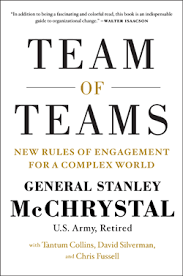 "In addition to being a fascinating and colorful read, this book is an indispensable
guide to organizational change." —WALTER ISAACSON
TEAM
OF
TEAMS
NEW RULES OF ENGAGEMENT
FOR A COMPLEX WORLD
GENERAL STANLEY
McCHRYSTAL
U.S. Army, Retired
with Tantum Collins, David Silverman, and Chris Fussell